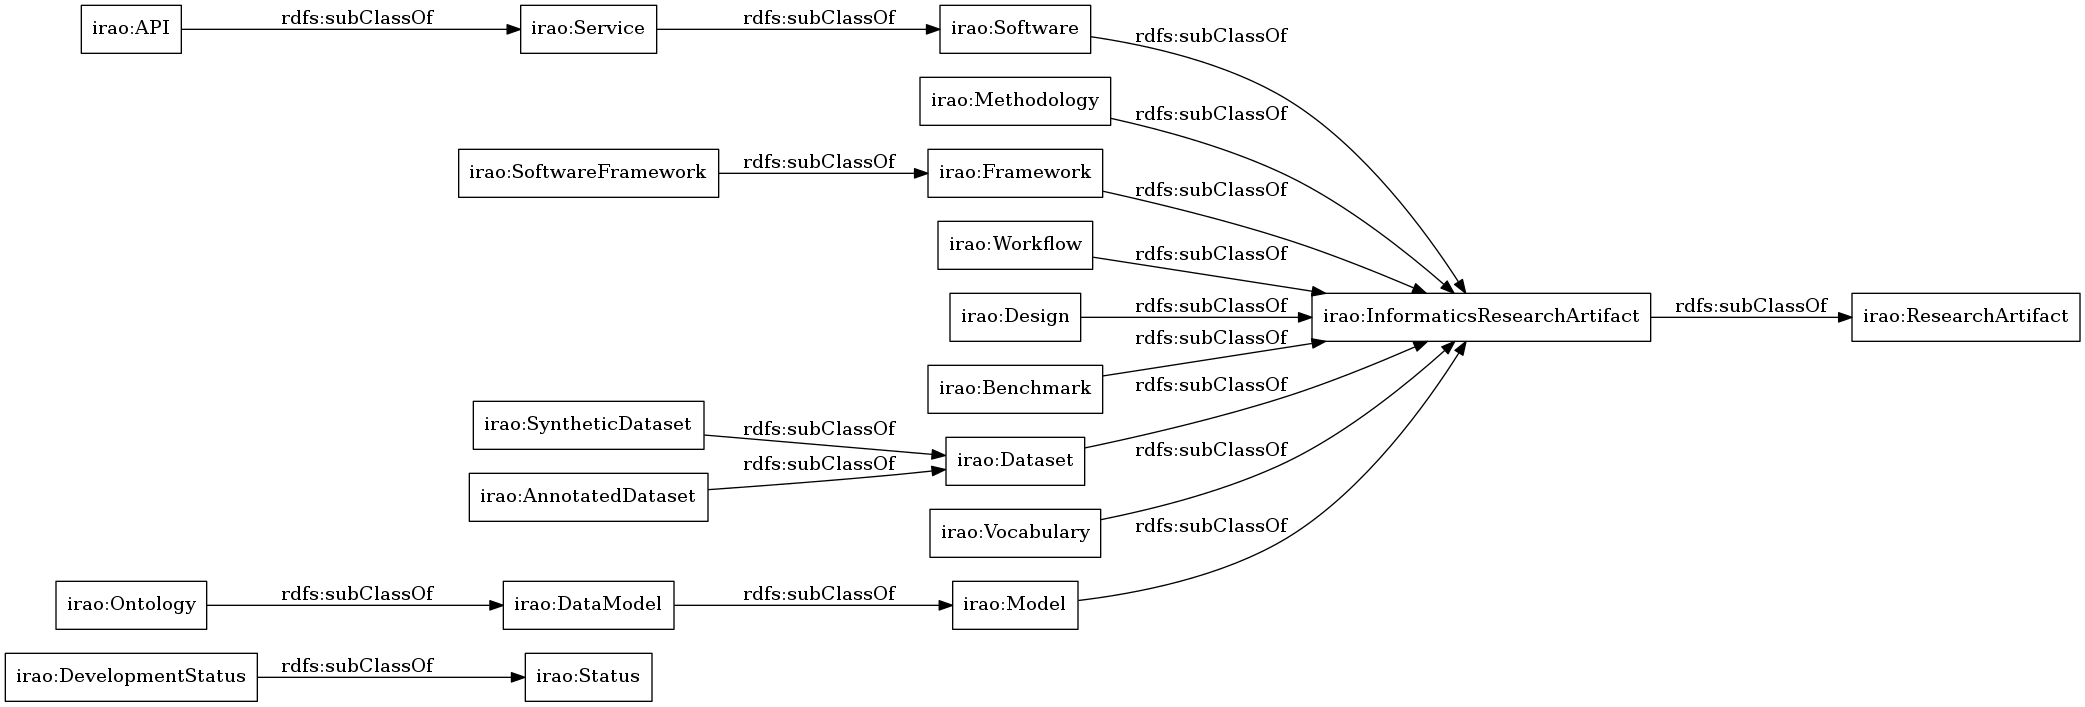 irao:API
rdfs:subClassOf
irao:Service
rdfs:subClassOf
irao:Software
rdfs:subClassOf
irao:Methodology
rdfs:subClassOf
irao:SoftwareFramework
rdfs:subClassOf
irao:Framework
rdfs:subClassOf
irao:Workflow
rdfs:subClassOf
irao:Design
rdfs:subClassOf
irao:InformaticsResearchArtifact
rdfs:subClassOf
irao:ResearchArtifact
irao:Benchmark
rdfs:subClassOf
irao:SyntheticDataset
rdfs:subClassOf
irao:AnnotatedDataset
rdfs:subClassOf
irao:Dataset
rdfs:subClassOf
irao:Vocabulary
rdfs:subClassOf
irao:Ontology
rdfs:subClassOf
irao:DataModel
rdfs:subClassOf
irao:Model
rdfs:subClassOf
irao:DevelopmentStatus
rdfs:subClassOf
irao:Status